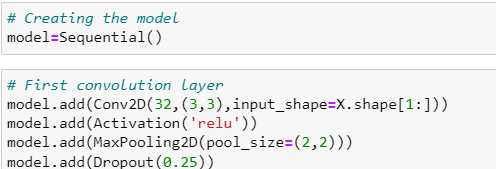 # Creating the model
model=Sequential()
# First convolution layer
model.add(Conv2D(32,(3,3),input_shape=X.shape[1:]))
model.add(Activation('relu'))
model.add(MaxPooling2D(pool_size=(2,2)))
model.add(Dropout(0.25))